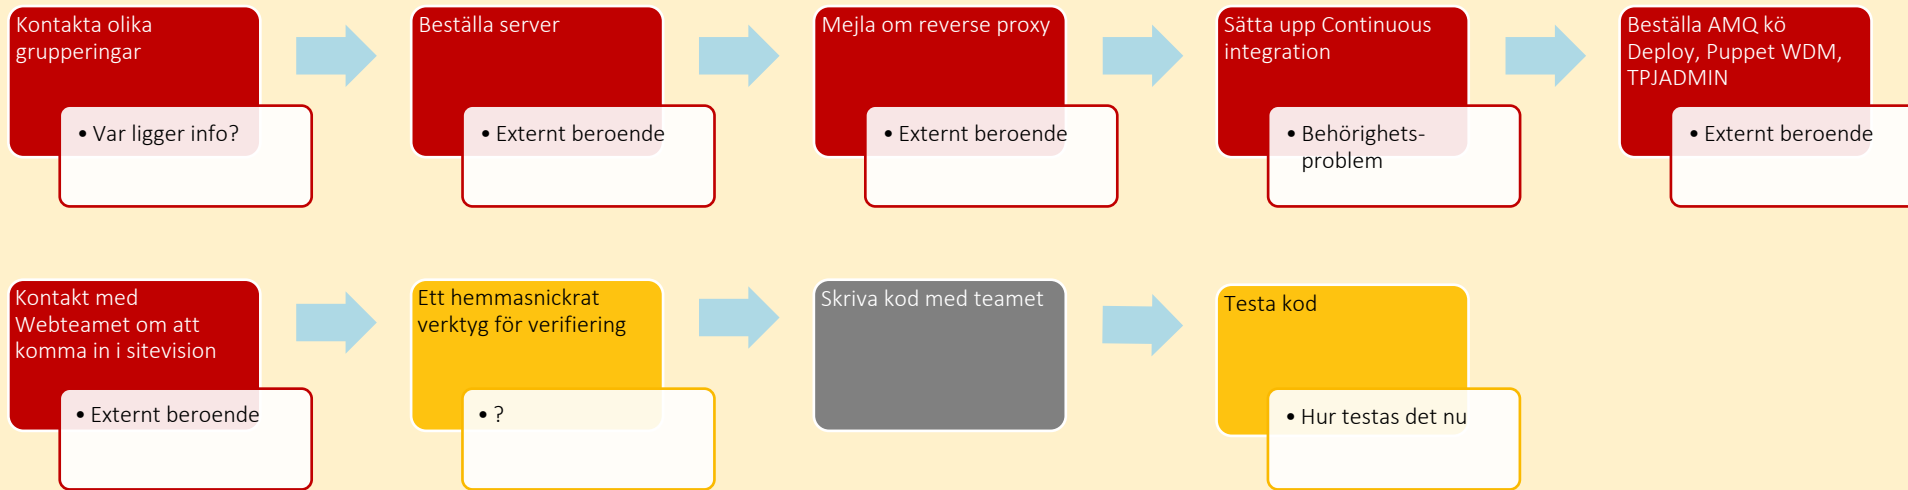 Kontakta olika
grupperingar
• Var ligger info?
Beställa server
• Externt beroende
Mejla om reverse proxy
• Externt beroende
Sätta upp Continuous
integration
• Behörighets-
problem
Beställa AMQ kö
Deploy, Puppet WDM,
TPJADMIN
• Externt beroende
Kontakt med
Webteamet om att
komma in i sitevision
• Externt beroende
Ett hemmasnickrat
verktyg för verifiering
• ?
Skriva kod med teamet
Testa kod
• Hur testas det nu